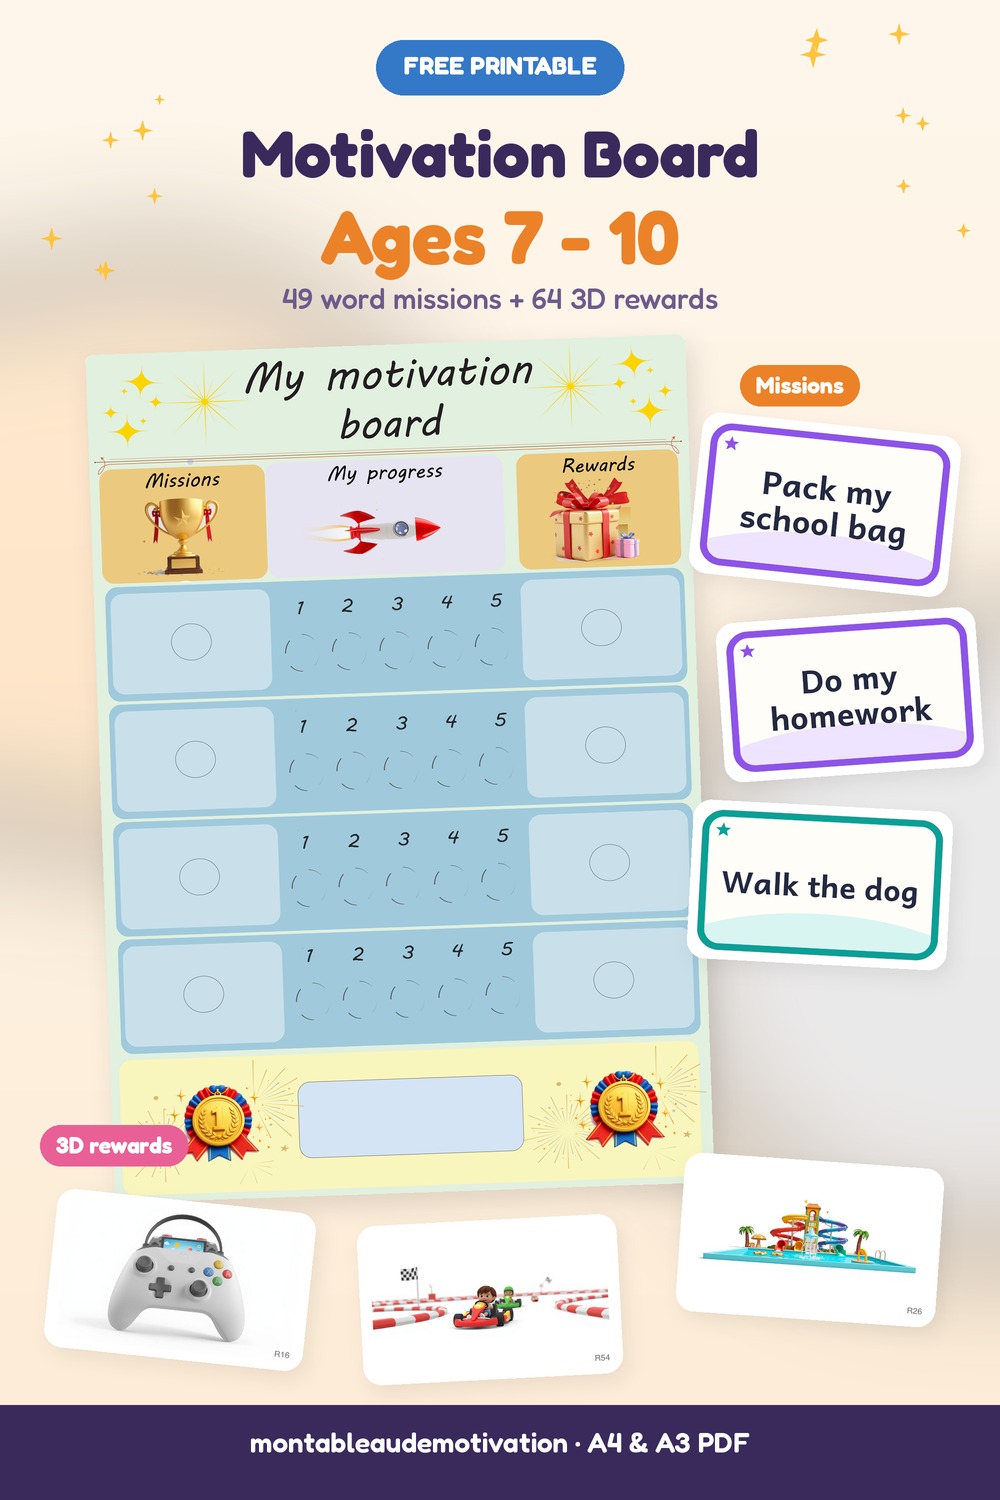 FREE PRINTABLE
Motivation Board
Ages 7 - 10
49 word missions + 64 3D rewards
My motivation
board
Missions
My progress
Rewards
1 2 3 4 5
1 2 3 4 5
1 2 3 4 5
1 2 3 4 5
1
1
Missions
Pack my
school bag
Do my
homework
Walk the dog
3D rewards
R16
R54
R26
montableaudemotivation · A4 & A3 PDF